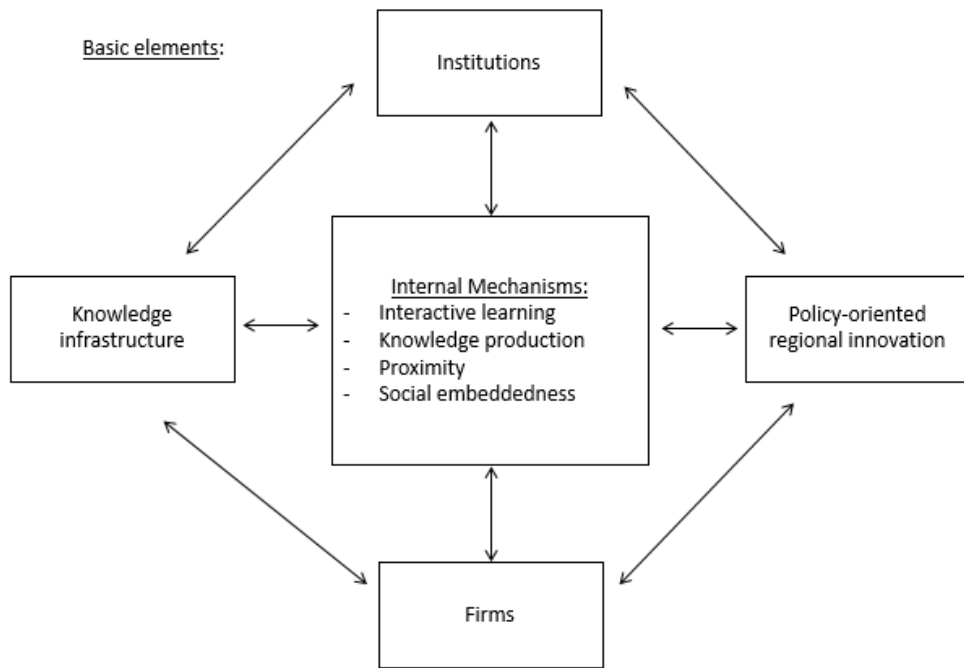 Basic elements:
Institutions
Knowledge
infrastructure
Internal Mechanisms:
- Interactive learning
- Knowledge production
- Proximity
- Social embeddedness
Policy-oriented
regional innovation
Firms